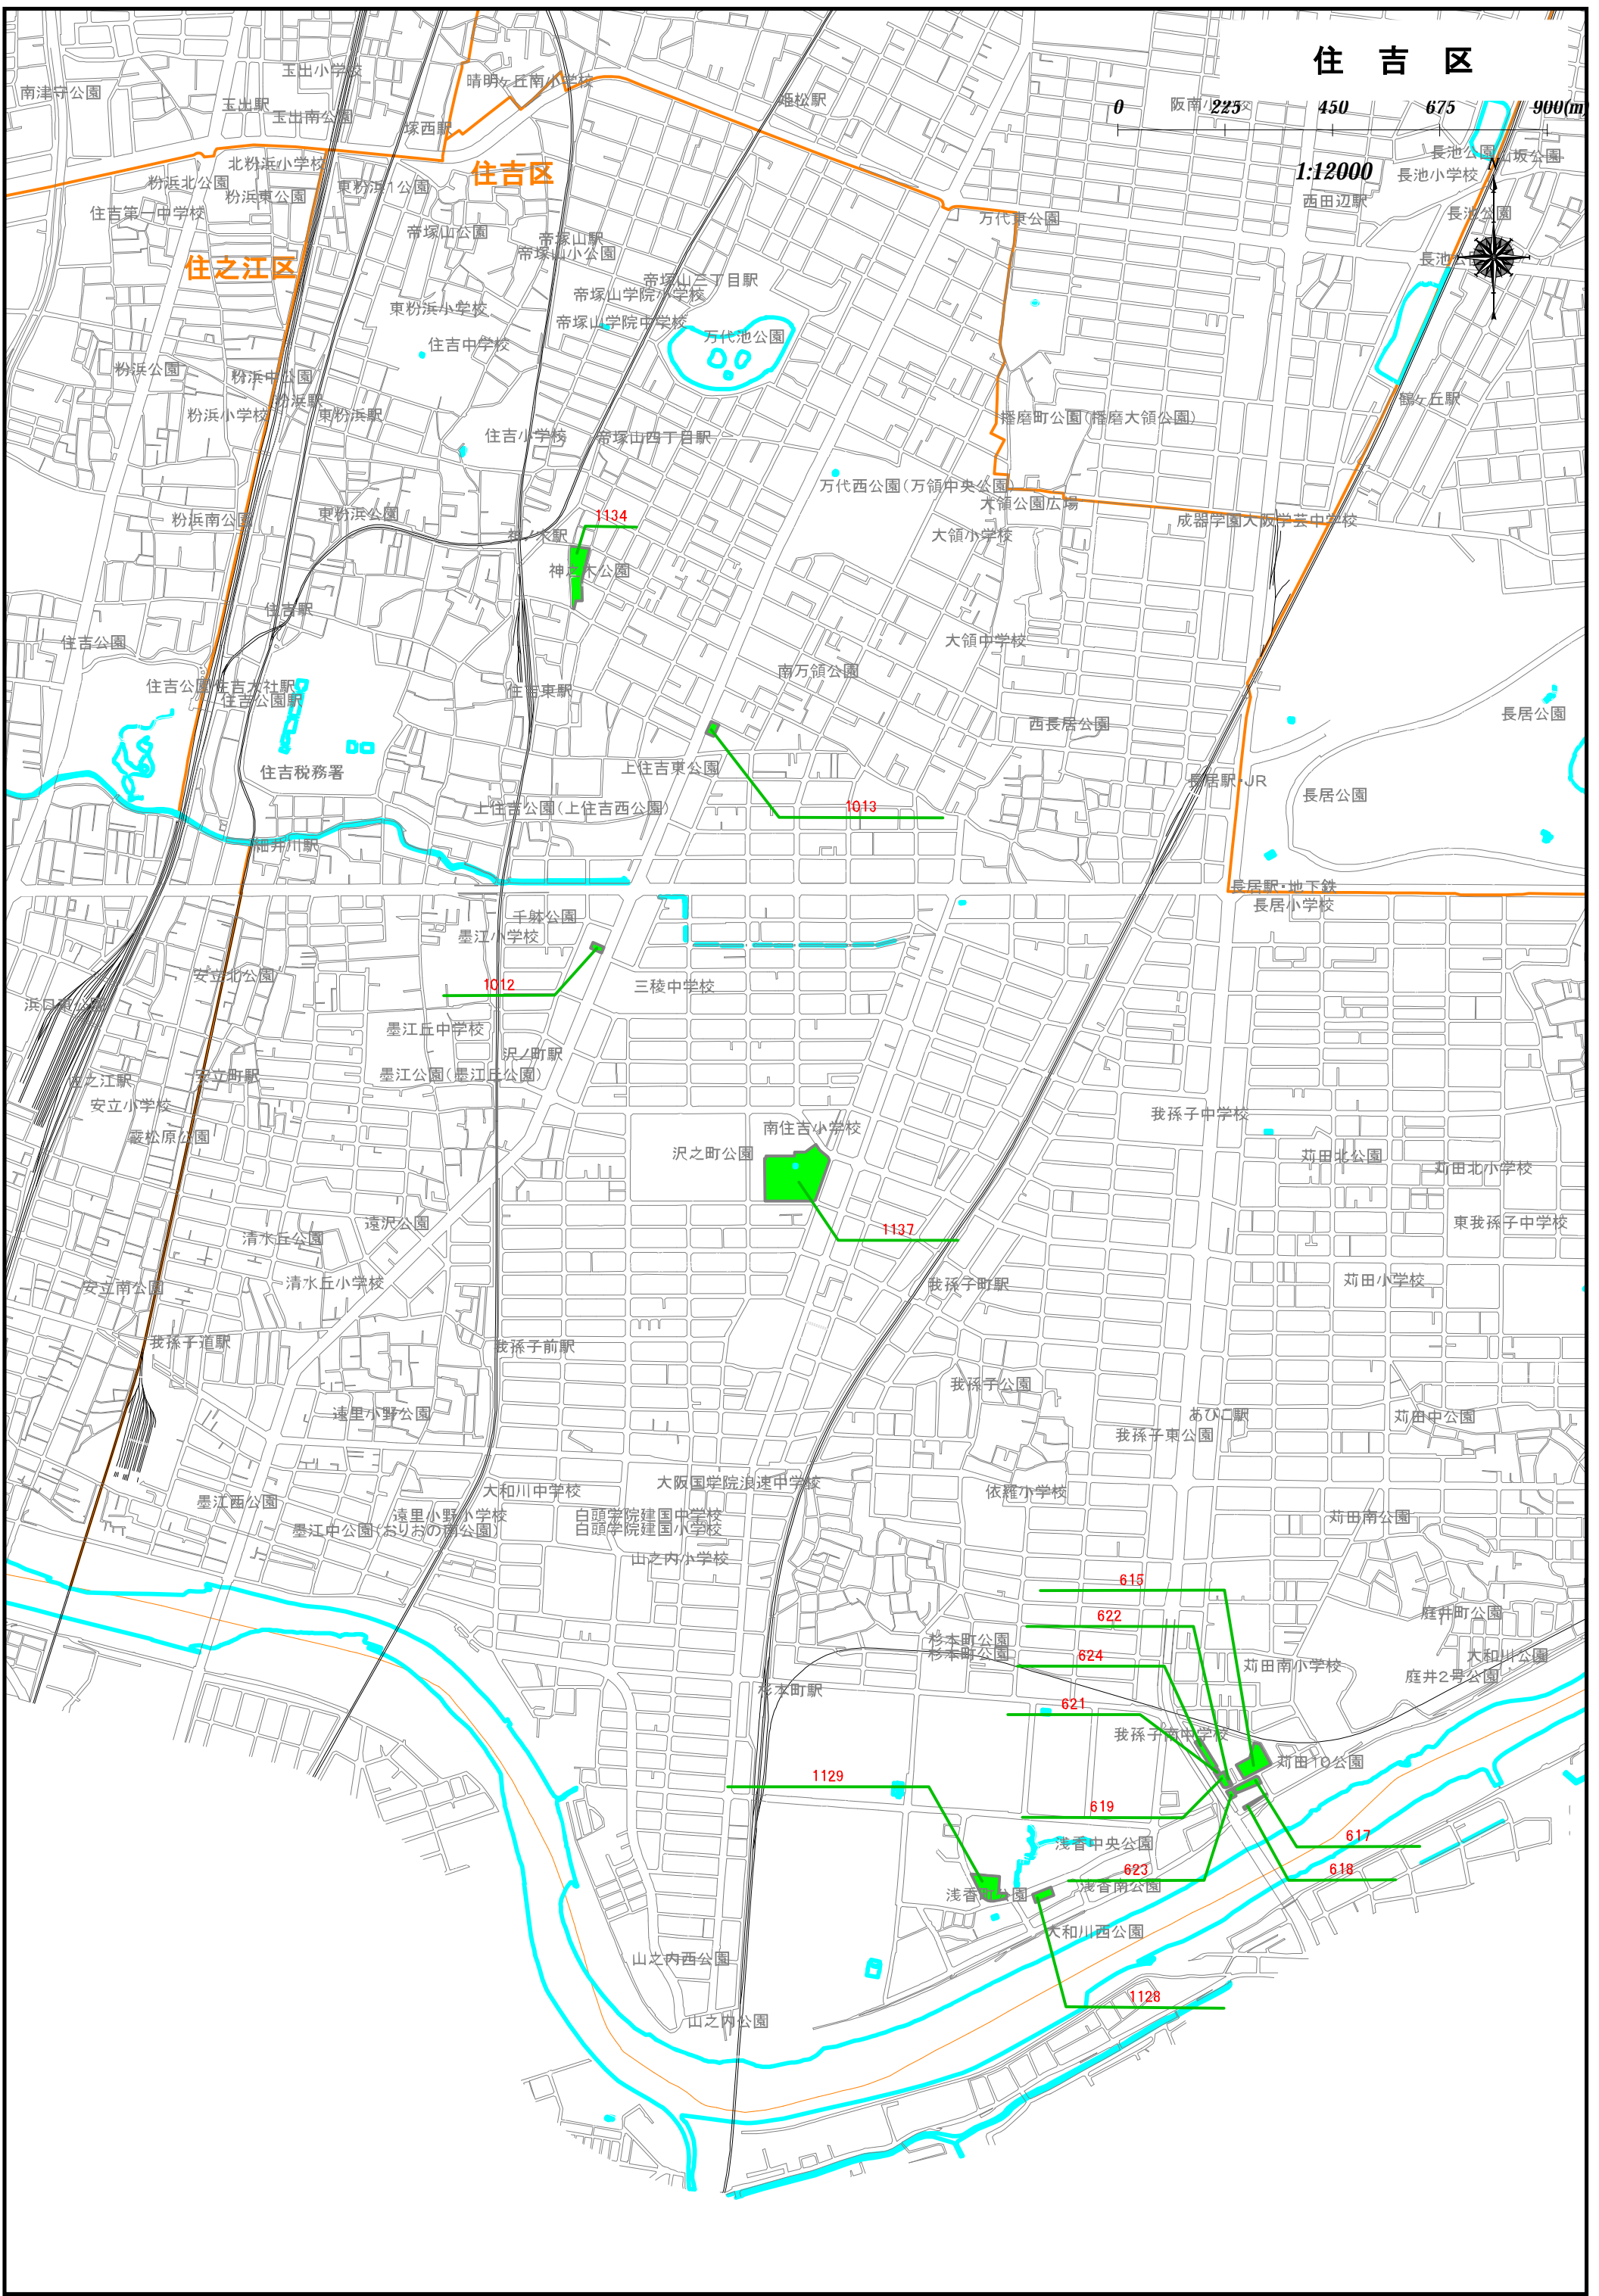 住 吉 区
0 225 450 675 900(m)
1:12000
N
南津守公園
玉出小学校
玉出駅
玉出南公園
塚西駅
晴明ヶ丘南小学校
姫松駅
阪南小学校
長池公園
山坂公園
長池小学校
西田辺駅
長池公園
北粉浜小学校
粉浜北公園
粉浜東公園
東粉浜1公園
住吉区
住吉第一中学校
帝塚山公園
帝塚山駅
帝塚山小公園
万代東公園
住之江区
帝塚山三丁目駅
帝塚山学院小学校
帝塚山学院中学校
東粉浜小学校
住吉中学校
万代池公園
粉浜公園
粉浜中公園
粉浜駅
粉浜小学校
東粉浜駅
鶴ヶ丘駅
播磨町公園(播磨大領公園)
住吉小学校
帝塚山四丁目駅
万代西公園(万領中央公園)
大領公園広場
粉浜南公園
東粉浜公園
1134
成器学園大阪学芸中学校
神ノ木駅
大領小学校
神之木公園
住吉駅
住吉公園
大領中学校
南万領公園
住吉公園
住吉大社駅
住吉公園駅
住吉東駅
長居公園
西長居公園
住吉税務署
上住吉東公園
長居駅・JR
長居公園
上住吉公園(上住吉西公園)
1013
細井川駅
長居駅・地下鉄
長居小学校
千躰公園
墨江小学校
安立北公園
1012
三稜中学校
墨江丘中学校
沢ノ町駅
墨江公園(墨江丘公園)
住之江駅
安立町駅
安立小学校
霰松原公園
我孫子中学校
南住吉小学校
沢之町公園
苅田北公園
苅田北小学校
遠沢公園
清水丘公園
1137
東我孫子中学校
安立南公園
清水丘小学校
我孫子町駅
苅田小学校
我孫子道駅
我孫子前駅
我孫子公園
遠里小野公園
あびこ駅
苅田中公園
我孫子東公園
大阪国学院浪速中学校
大和川中学校
依羅小学校
墨江西公園
遠里小野小学校
墨江中公園(おりおの南公園)
白頭学院建国中学校
白頭学院建国小学校
苅田南公園
山之内小学校
615
622
庭井町公園
杉本町公園
杉本町公園
624
苅田南小学校
大和川公園
庭井2号公園
杉本町駅
621
我孫子南中学校
苅田10公園
1129
619
617
浅香中央公園
623
618
浅香町公園
浅香南公園
大和川西公園
山之内西公園
1128
山之内公園